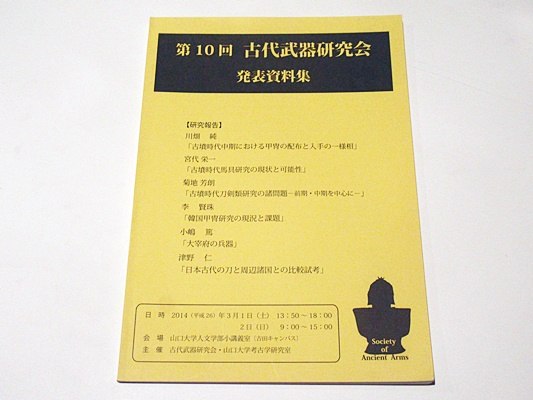 第10回 古代武器研究会
発表資料集
【研究報告】
川畑 純
「古墳時代中期における甲冑の配布と入手の一様相」
宮代 栄一
「古墳時代馬具研究の現状と可能性」
菊地 芳朗
「古墳時代刀剣類研究の諸問題－前期・中期を中心に－」
李 賢珠
「韓国甲冑研究の現況と課題」
小嶋 篤
「大宰府の兵器」
津野 仁
「日本古代の刀と周辺諸国との比較試考」
日 時 2014（平成26）年3月1日（土） 13：50～18：00
2日（日） 9：00～15：00
会 場 山口大学人文学部小講義室（吉田キャンパス）
主 催 古代武器研究会・山口大学考古学研究室
Society
of
Ancient Arms